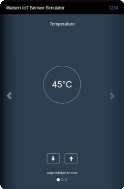 Watson IoT Sensor Simulator
Temperature
45°C